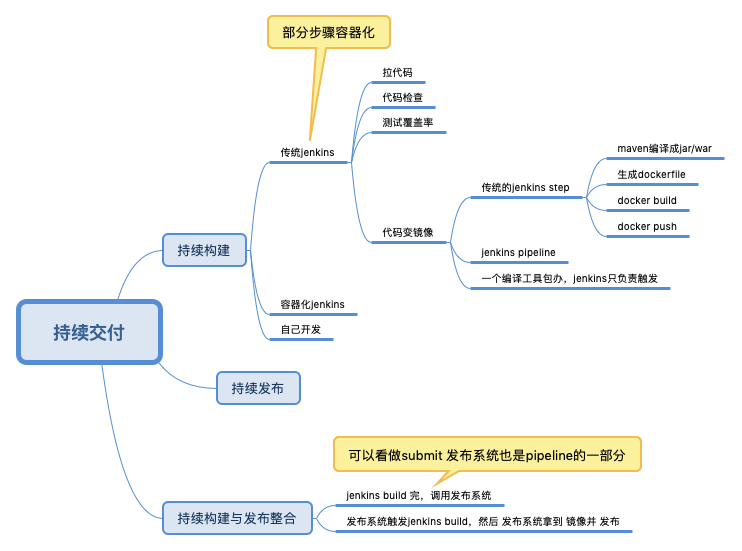 部分步骤容器化
拉代码
代码检查
测试覆盖率
传统jenkins
maven编译成jar/war
生成dockerfile
传统的jenkins step
docker build
docker push
代码变镜像
持续构建
jenkins pipeline
一个编译工具包办，jenkins只负责触发
容器化jenkins
自己开发
持续交付
持续发布
可以看做submit 发布系统也是pipeline的一部分
jenkins build 完，调用发布系统
持续构建与发布整合
发布系统触发jenkins build，然后 发布系统拿到 镜像并 发布